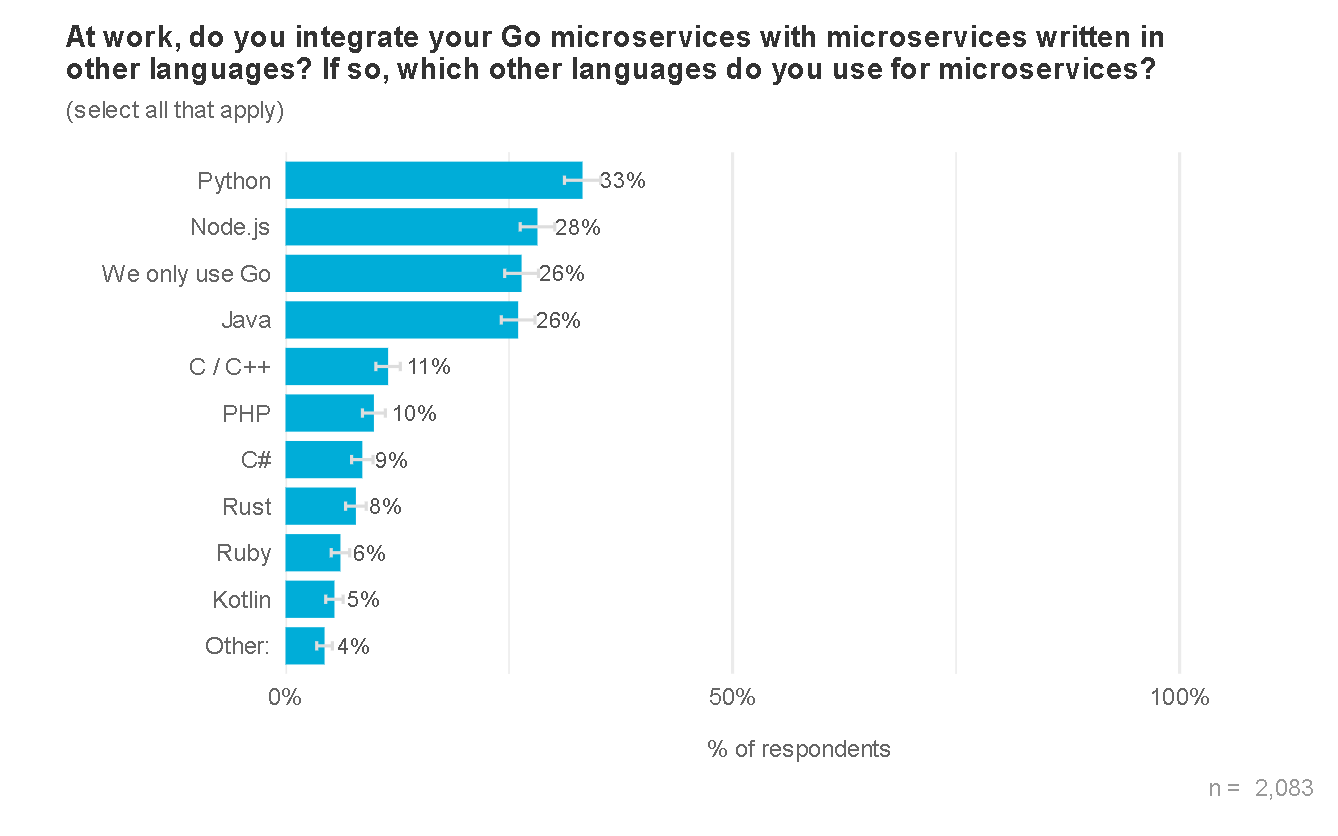 At work, do you integrate your Go microservices with microservices written in
other languages? If so, which other languages do you use for microservices?
(select all that apply)
Python 33%
Node.js 28%
We only use Go 26%
Java 26%
C / C++ 11%
PHP 10%
C# 9%
Rust 8%
Ruby 6%
Kotlin 5%
Other: 4%
0% 50% 100%
% of respondents
n = 2,083